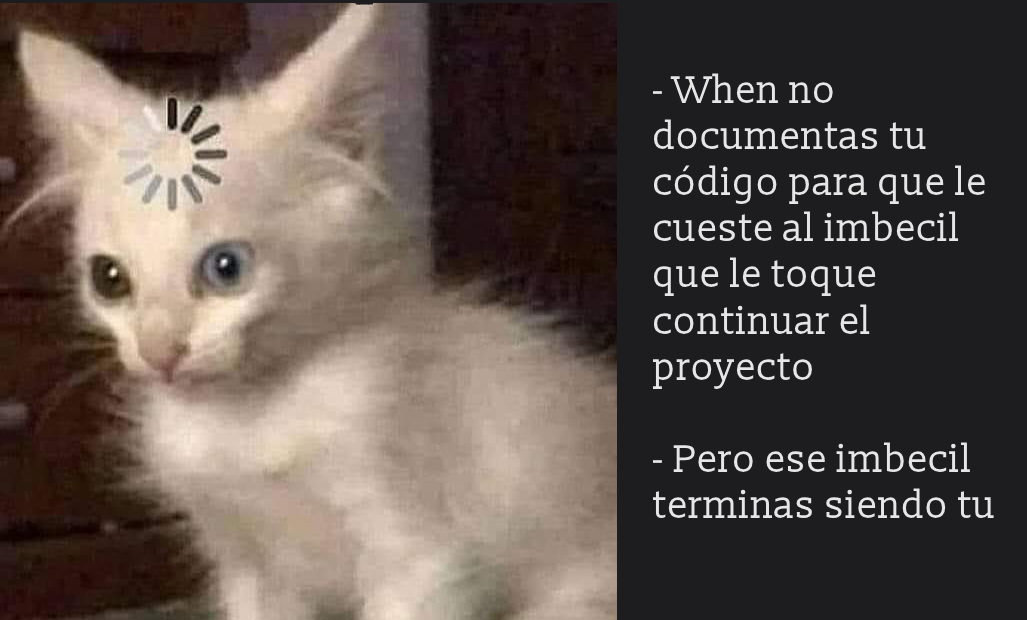 - When no
documentas tu
código para que le
cueste al imbecil
que le toque
continuar el
proyecto
- Pero ese imbecil
terminas siendo tu